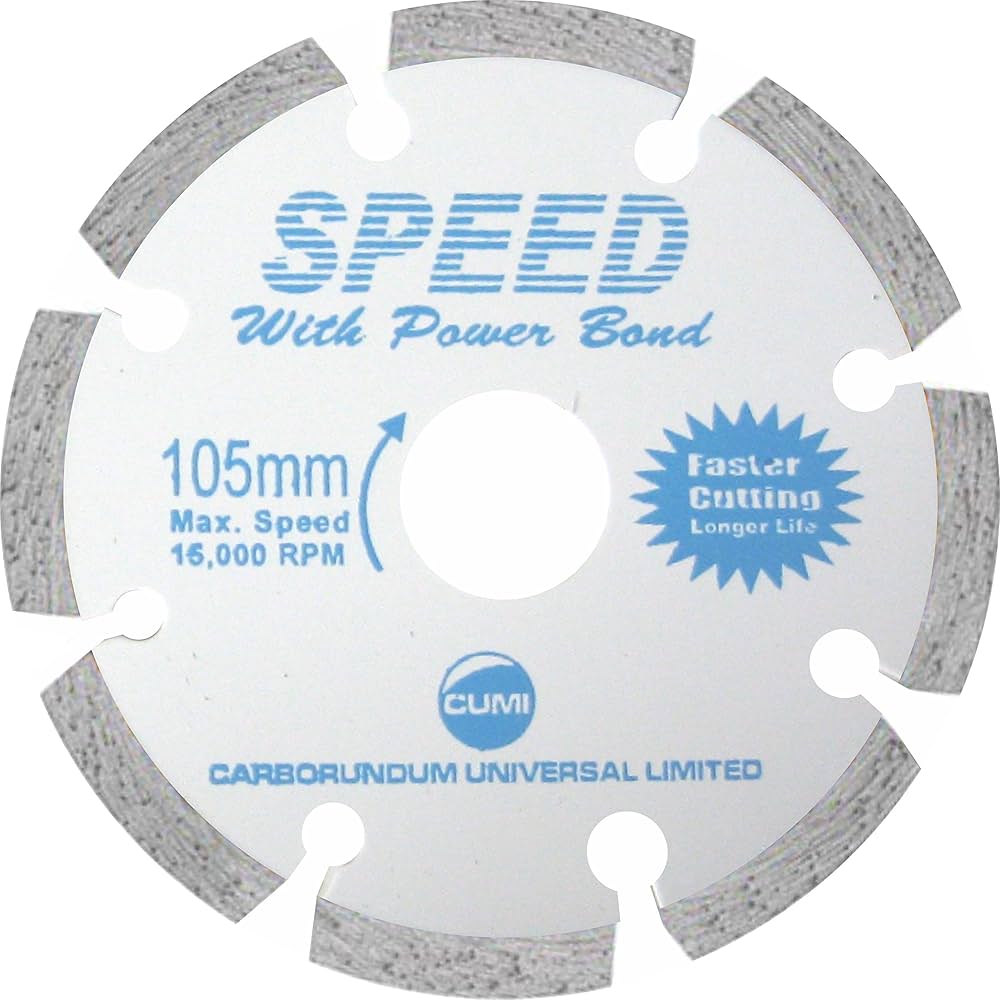 SPEED
With Power Bond
105mm
Max. Speed
15,000 RPM
Faster
Cutting
Longer Life
CUMI
CARBORUNDUM UNIVERSAL LIMITED